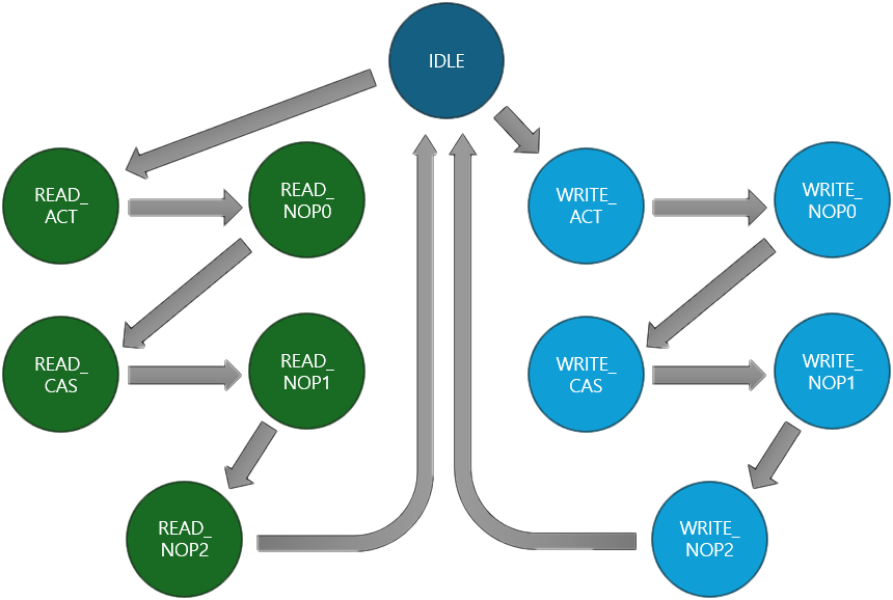 IDLE
READ_
ACT
READ_
NOP0
WRITE_
ACT
WRITE_
NOP0
READ_
CAS
READ_
NOP1
WRITE_
CAS
WRITE_
NOP1
READ_
NOP2
WRITE_
NOP2